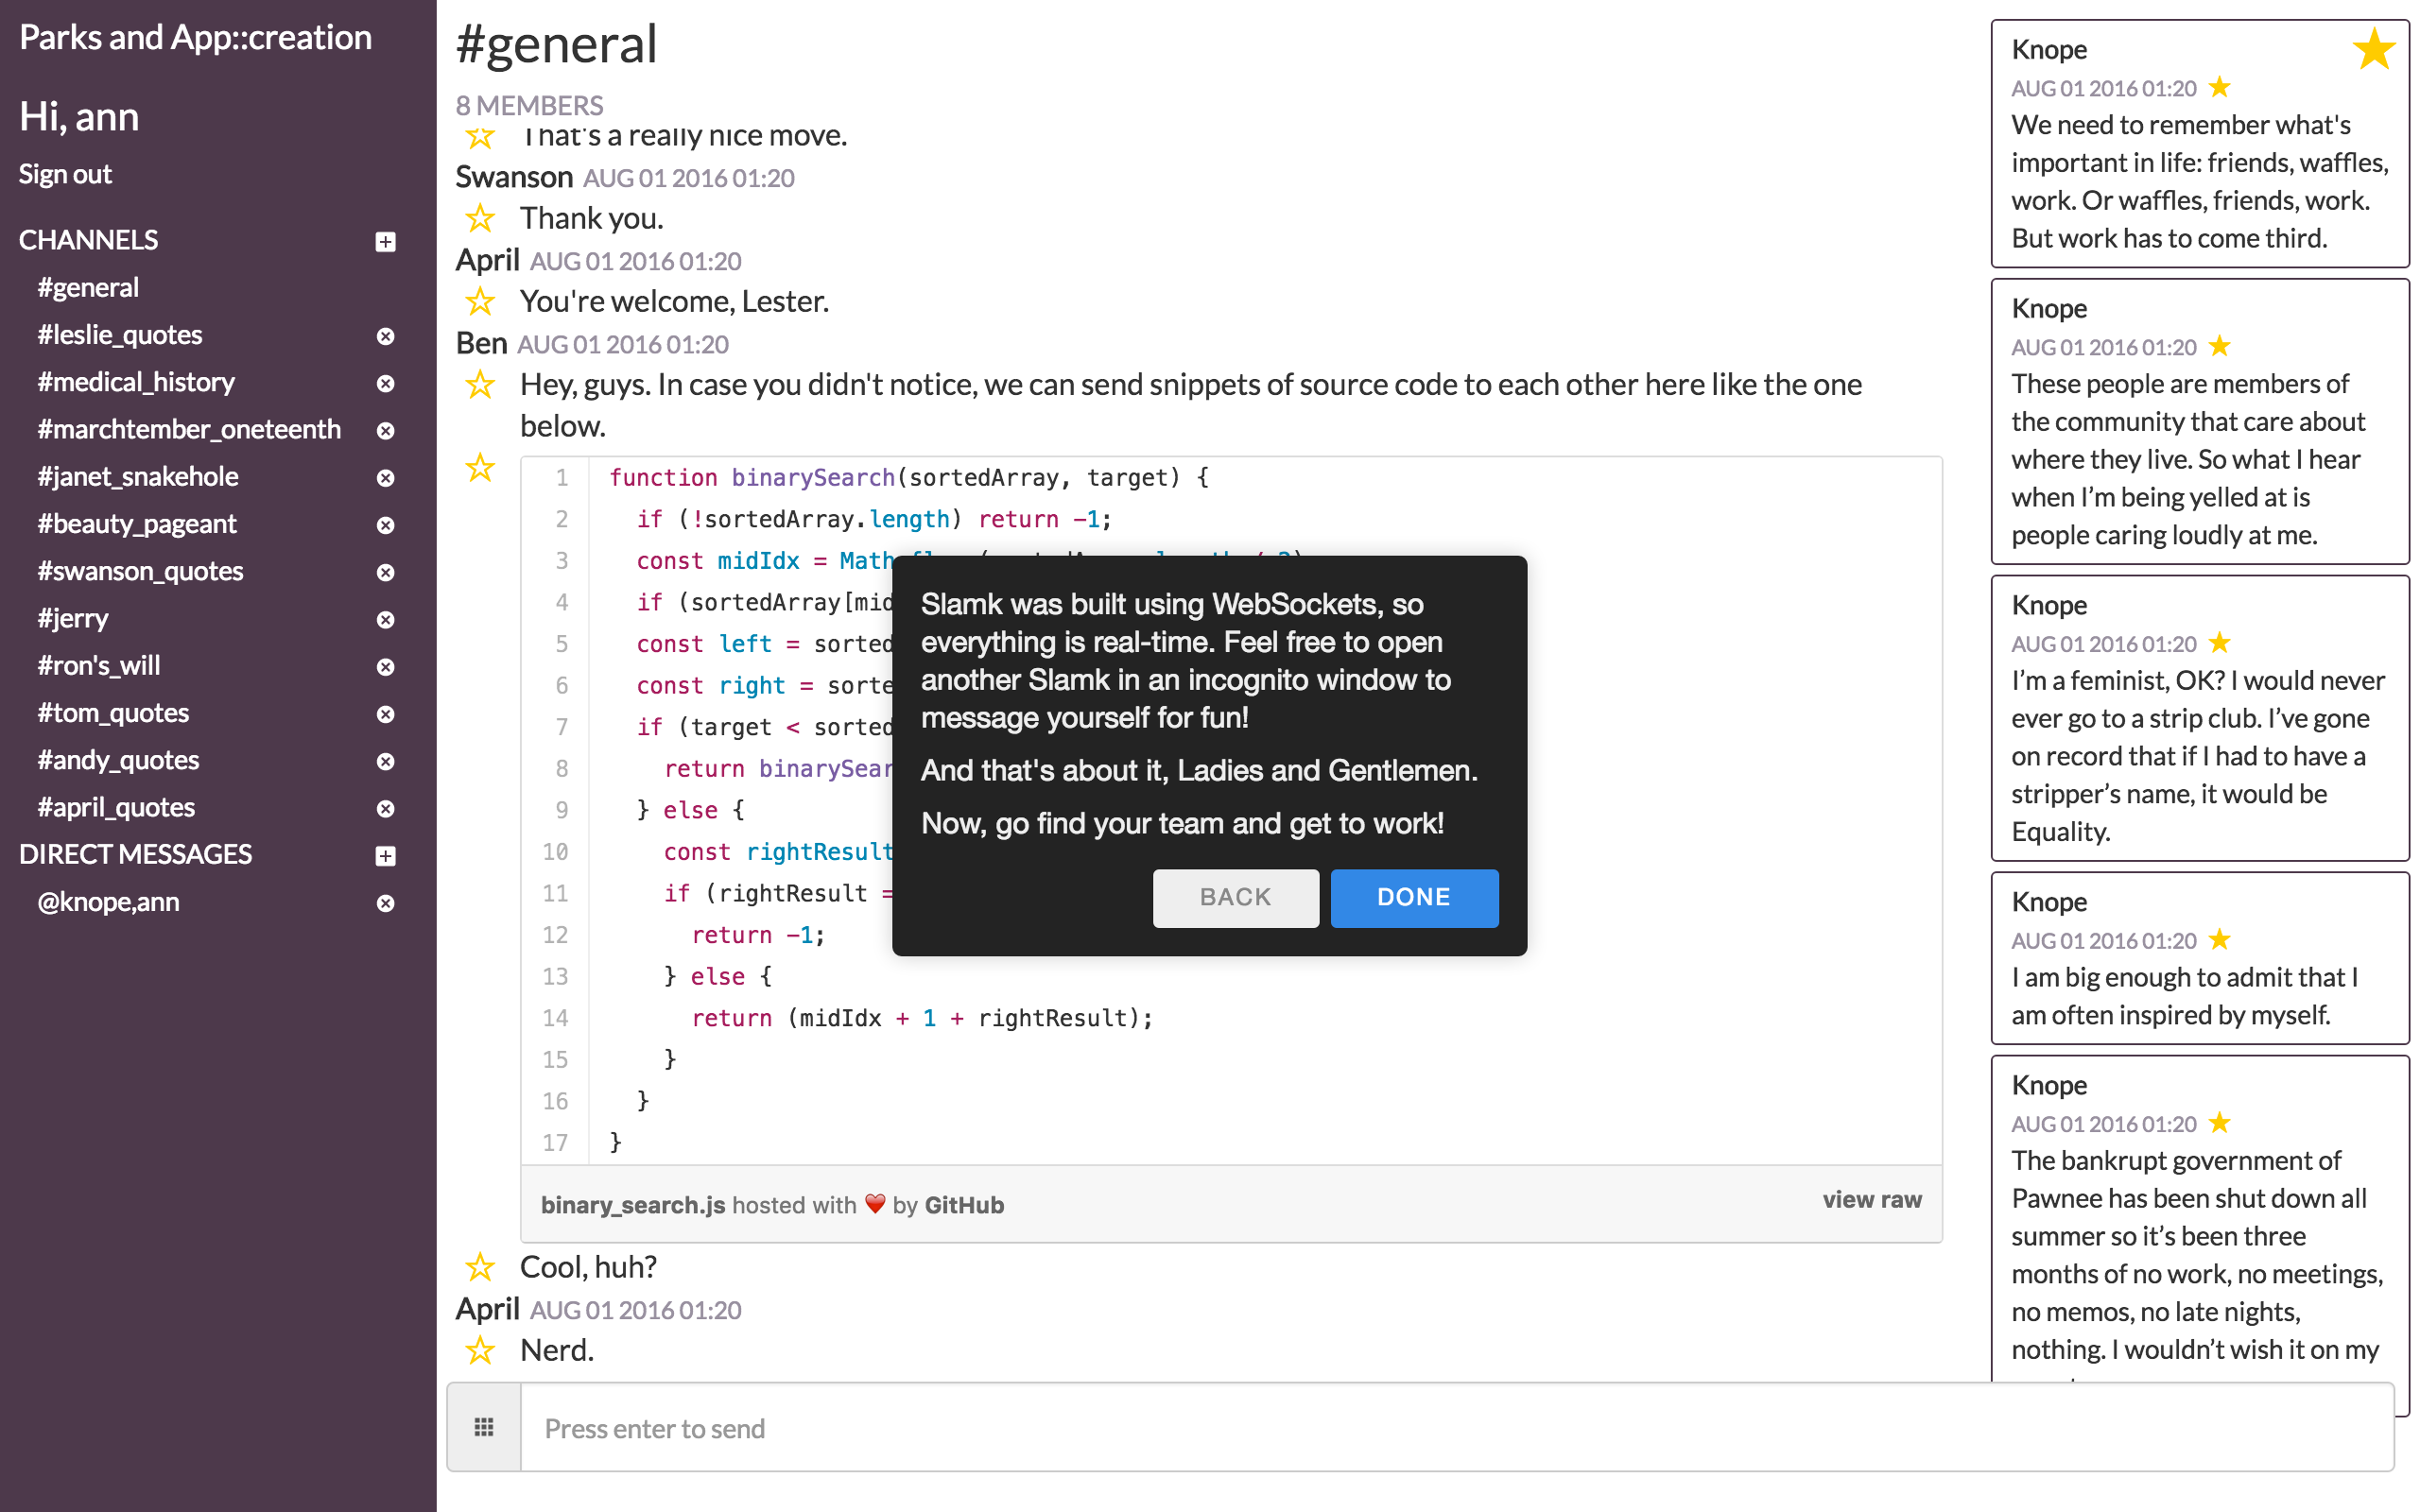 Parks and App::creation
Hi, ann
Sign out
CHANNELS
#general
#leslie_quotes
#medical_history
#marchtember_oneteenth
#janet_snakehole
#beauty_pageant
#swanson_quotes
#jerry
#ron's_will
#tom_quotes
#andy_quotes
#april_quotes
DIRECT MESSAGES
@knope,ann
#general
8 MEMBERS
That's a really nice move.
Swanson AUG 01 2016 01:20
Thank you.
April AUG 01 2016 01:20
You're welcome, Lester.
Ben AUG 01 2016 01:20
Hey, guys. In case you didn't notice, we can send snippets of source code to each other here like the one
below.
1 function binarySearch(sortedArray, target) {
2 if (!sortedArray.length) return -1;
3 const midIdx = Math
4 if (sortedArray[mid
5 const left = sorted
6 const right = sorte
7 if (target < sorted
8 return binarySear
9 } else {
10 const rightResult
11 if (rightResult =
12 return -1;
13 } else {
14 return (midIdx + 1 + rightResult);
15 }
16 }
17 }
binary_search.js hosted with ❤ by GitHub
view raw
Slamk was built using WebSockets, so
everything is real-time. Feel free to open
another Slamk in an incognito window to
message yourself for fun!
And that's about it, Ladies and Gentlemen.
Now, go find your team and get to work!
BACK
DONE
Cool, huh?
April AUG 01 2016 01:20
Nerd.
Press enter to send
Knope
AUG 01 2016 01:20
We need to remember what's
important in life: friends, waffles,
work. Or waffles, friends, work.
But work has to come third.
Knope
AUG 01 2016 01:20
These people are members of
the community that care about
where they live. So what I hear
when I’m being yelled at is
people caring loudly at me.
Knope
AUG 01 2016 01:20
I’m a feminist, OK? I would never
ever go to a strip club. I’ve gone
on record that if I had to have a
stripper’s name, it would be
Equality.
Knope
AUG 01 2016 01:20
I am big enough to admit that I
am often inspired by myself.
Knope
AUG 01 2016 01:20
The bankrupt government of
Pawnee has been shut down all
summer so it’s been three
months of no work, no meetings,
no memos, no late nights,
nothing. I wouldn’t wish it on my